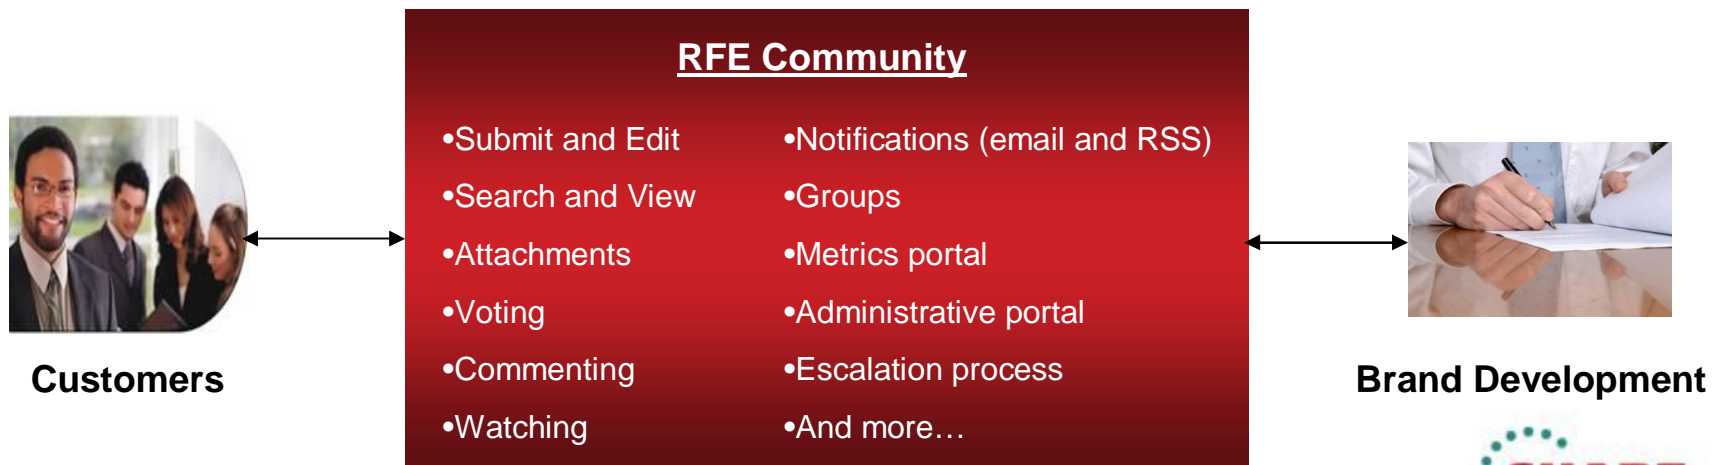 RFE Community
•Submit and Edit
•Search and View
•Attachments
•Voting
•Commenting
•Watching
•Notifications (email and RSS)
•Groups
•Metrics portal
•Administrative portal
•Escalation process
•And more…
Customers
Brand Development